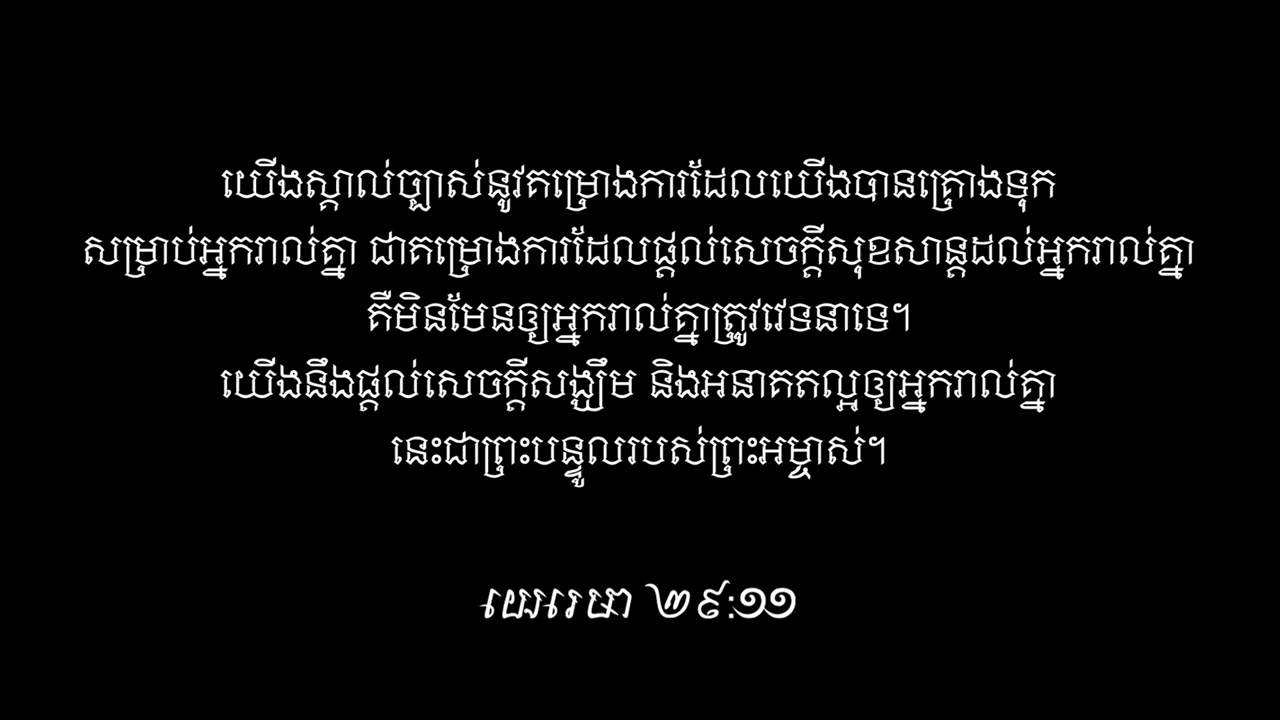 យើងស្គាល់ច្បាស់នូវគម្រោងការដែលយើងបានគ្រោងទុក
សម្រាប់អ្នករាល់គ្នា ជាគម្រោងការដែលផ្ដល់សេចក្ដីសុខសាន្តដល់អ្នករាល់គ្នា
គឺមិនមែនឲ្យអ្នករាល់គ្នាត្រូវវេទនាទេ។
យើងនឹងផ្ដល់សេចក្ដីសង្ឃឹម និងអនាគតល្អឲ្យអ្នករាល់គ្នា
នេះជាព្រះបន្ទូលរបស់ព្រះអម្ចាស់។
យេរេមា ២៩:១១